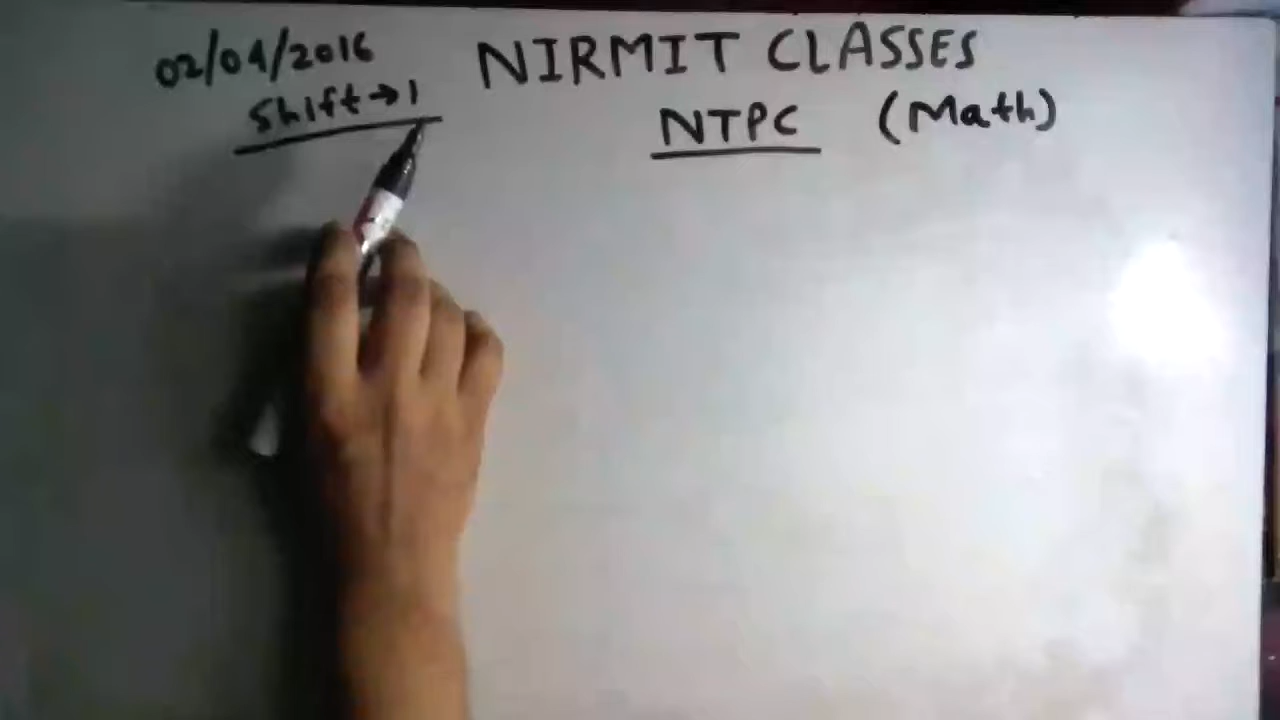 02/04/2016
Shift→1
NIRMIT CLASSES
NTPC (Math)